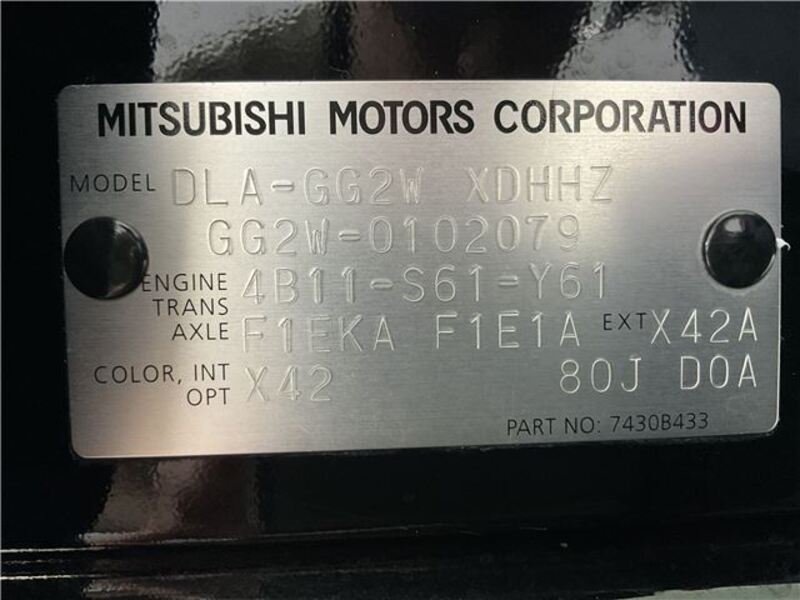 MITSUBISHI MOTORS CORPORATION
MODEL DLA-GG2W XDHHZ
GG2W-0102079
ENGINE 4B11-S61-Y61
TRANS
AXLE F1EKA F1E1A EXT X42A
COLOR, INT
OPT X42 80J D0A
PART NO: 7430B433